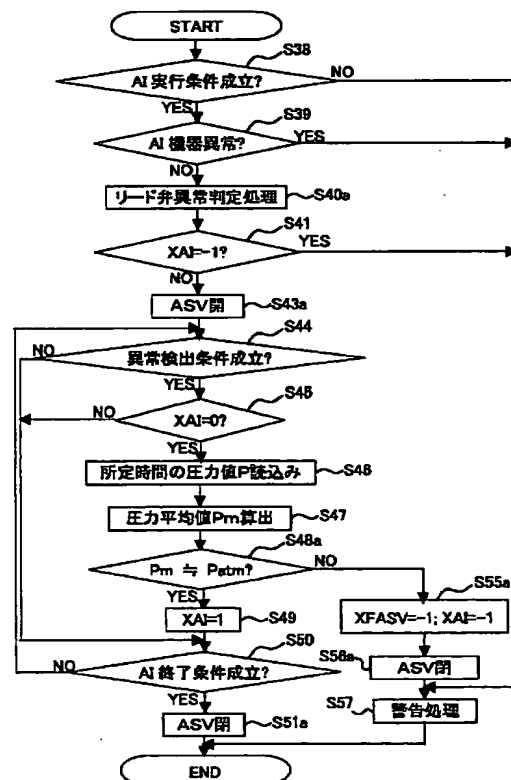 START
S38
AI 実行条件成立?
NO
YES
S39
AI 機器異常?
YES
NO
リード弁異常判定処理
S40a
S41
XAI=-1?
YES
NO
ASV開
S43a
S44
NO
異常検出条件成立?
YES
S45
NO
XAI=0?
YES
所定時間の圧力値P読込み
S46
圧力平均値Pm算出
S47
S48a
Pm ≒ Patm?
NO
YES
S55a
XAI=1
S49
XFASV=-1; XAI=-1
S50
S56a
NO
AI 終了条件成立?
ASV閉
YES
S57
ASV閉
S51a
警告処理
END